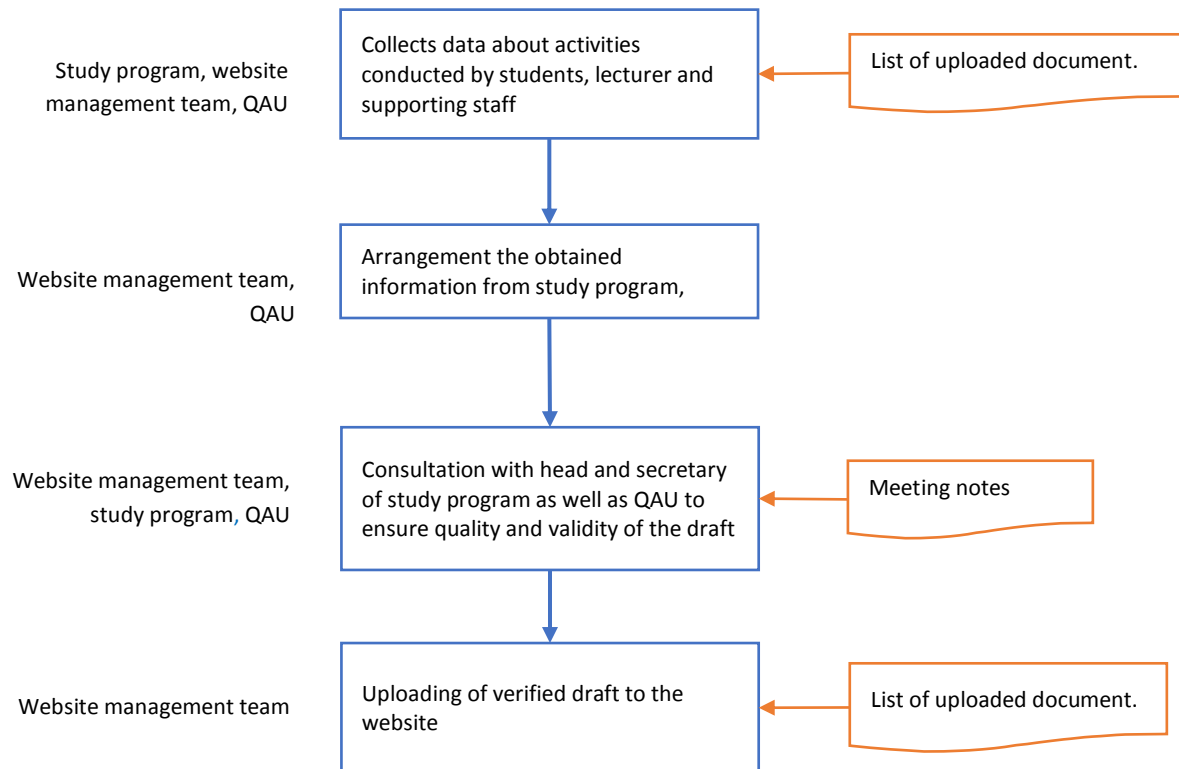 Study program, website
management team, QAU
Collects data about activities
conducted by students, lecturer and
supporting staff
List of uploaded document.
Website management team,
QAU
Arrangement the obtained
information from study program,
Website management team,
study program, QAU
Consultation with head and secretary
of study program as well as QAU to
ensure quality and validity of the draft
Meeting notes
Website management team
Uploading of verified draft to the
website
List of uploaded document.